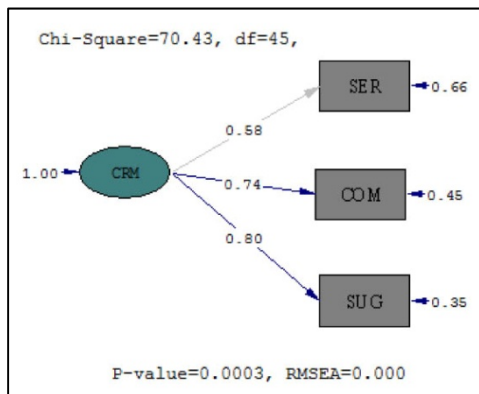 Chi-Square=70.43, df=45,
SER
0.66
0.58
1.00
CRM
0.74
COM
0.45
0.80
SUG
0.35
P-value=0.0003, RMSEA=0.000